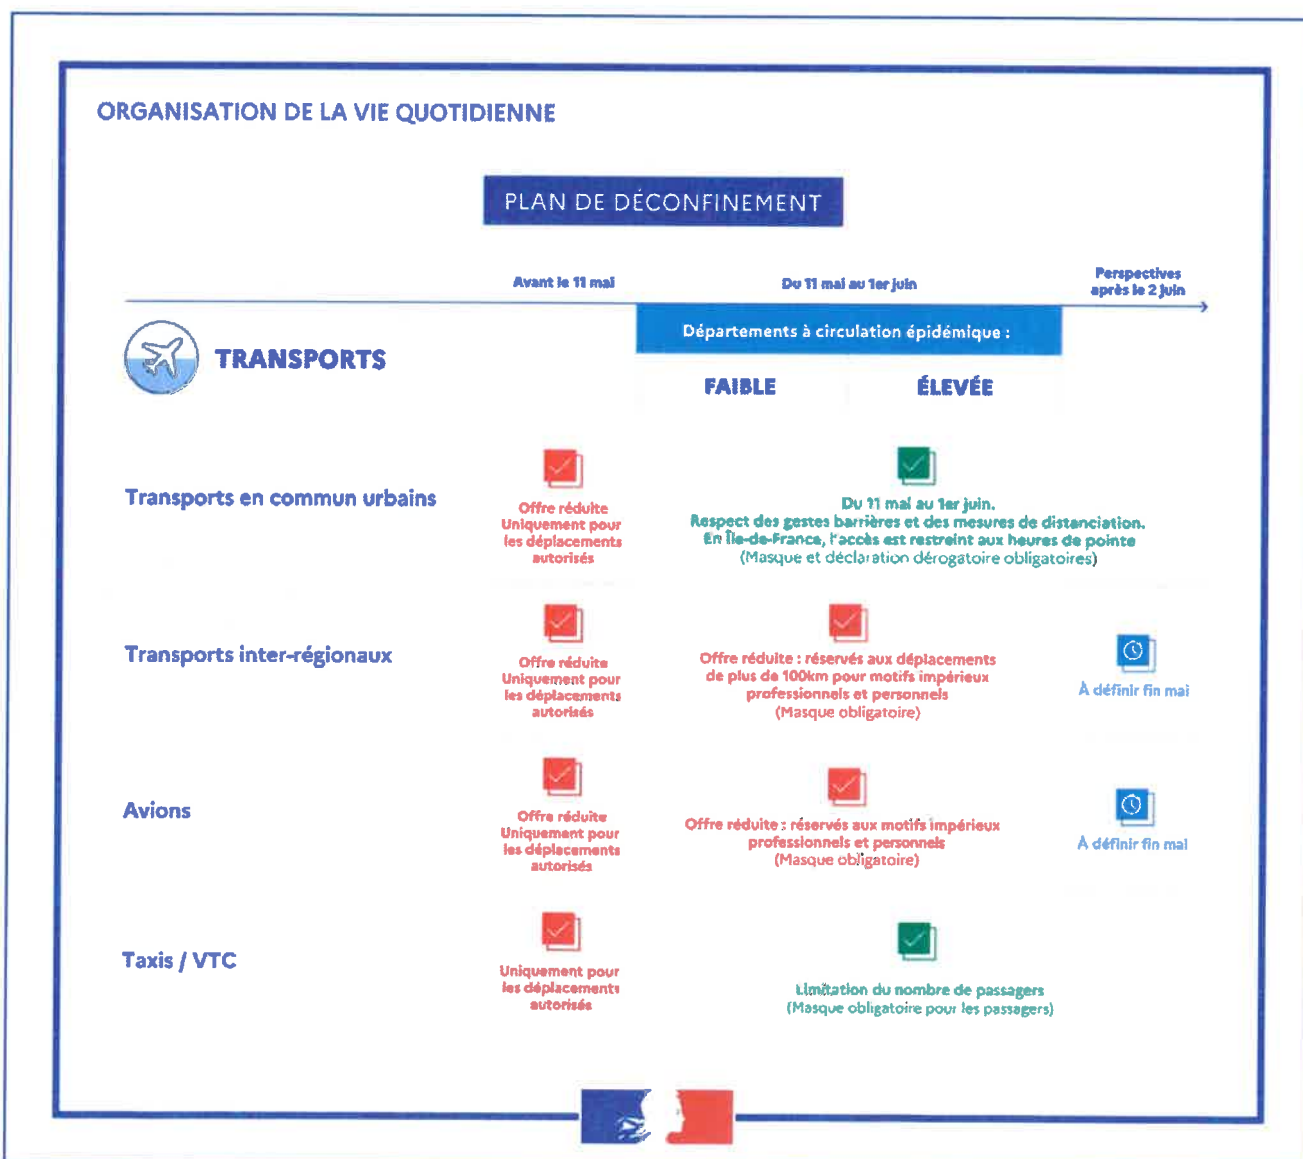 ORGANISATION DE LA VIE QUOTIDIENNE
PLAN DE DÉCONFINEMENT
Avant le 11 mai
Du 11 mai au 1er juin
Perspectives
après le 2 juin
Départements à circulation épidémique :
TRANSPORTS
FAIBLE
ÉLEVÉE
Transports en commun urbains
Offre réduite
Uniquement pour
les déplacements
autorisés
Du 11 mai au 1er juin.
Respect des gestes barrières et des mesures de distanciation.
En Île-de-France, l'accès est restreint aux heures de pointe
(Masque et déclaration dérogatoire obligatoires)
Transports inter-régionaux
Offre réduite
Uniquement pour
les déplacements
autorisés
Offre réduite : réservés aux déplacements
de plus de 100km pour motifs impérieux
professionnels et personnels
(Masque obligatoire)
À définir fin mai
Avions
Offre réduite
Uniquement pour
les déplacements
autorisés
Offre réduite : réservés aux motifs impérieux
professionnels et personnels
(Masque obligatoire)
À définir fin mai
Taxis / VTC
Uniquement pour
les déplacements
autorisés
Limitation du nombre de passagers
(Masque obligatoire pour les passagers)